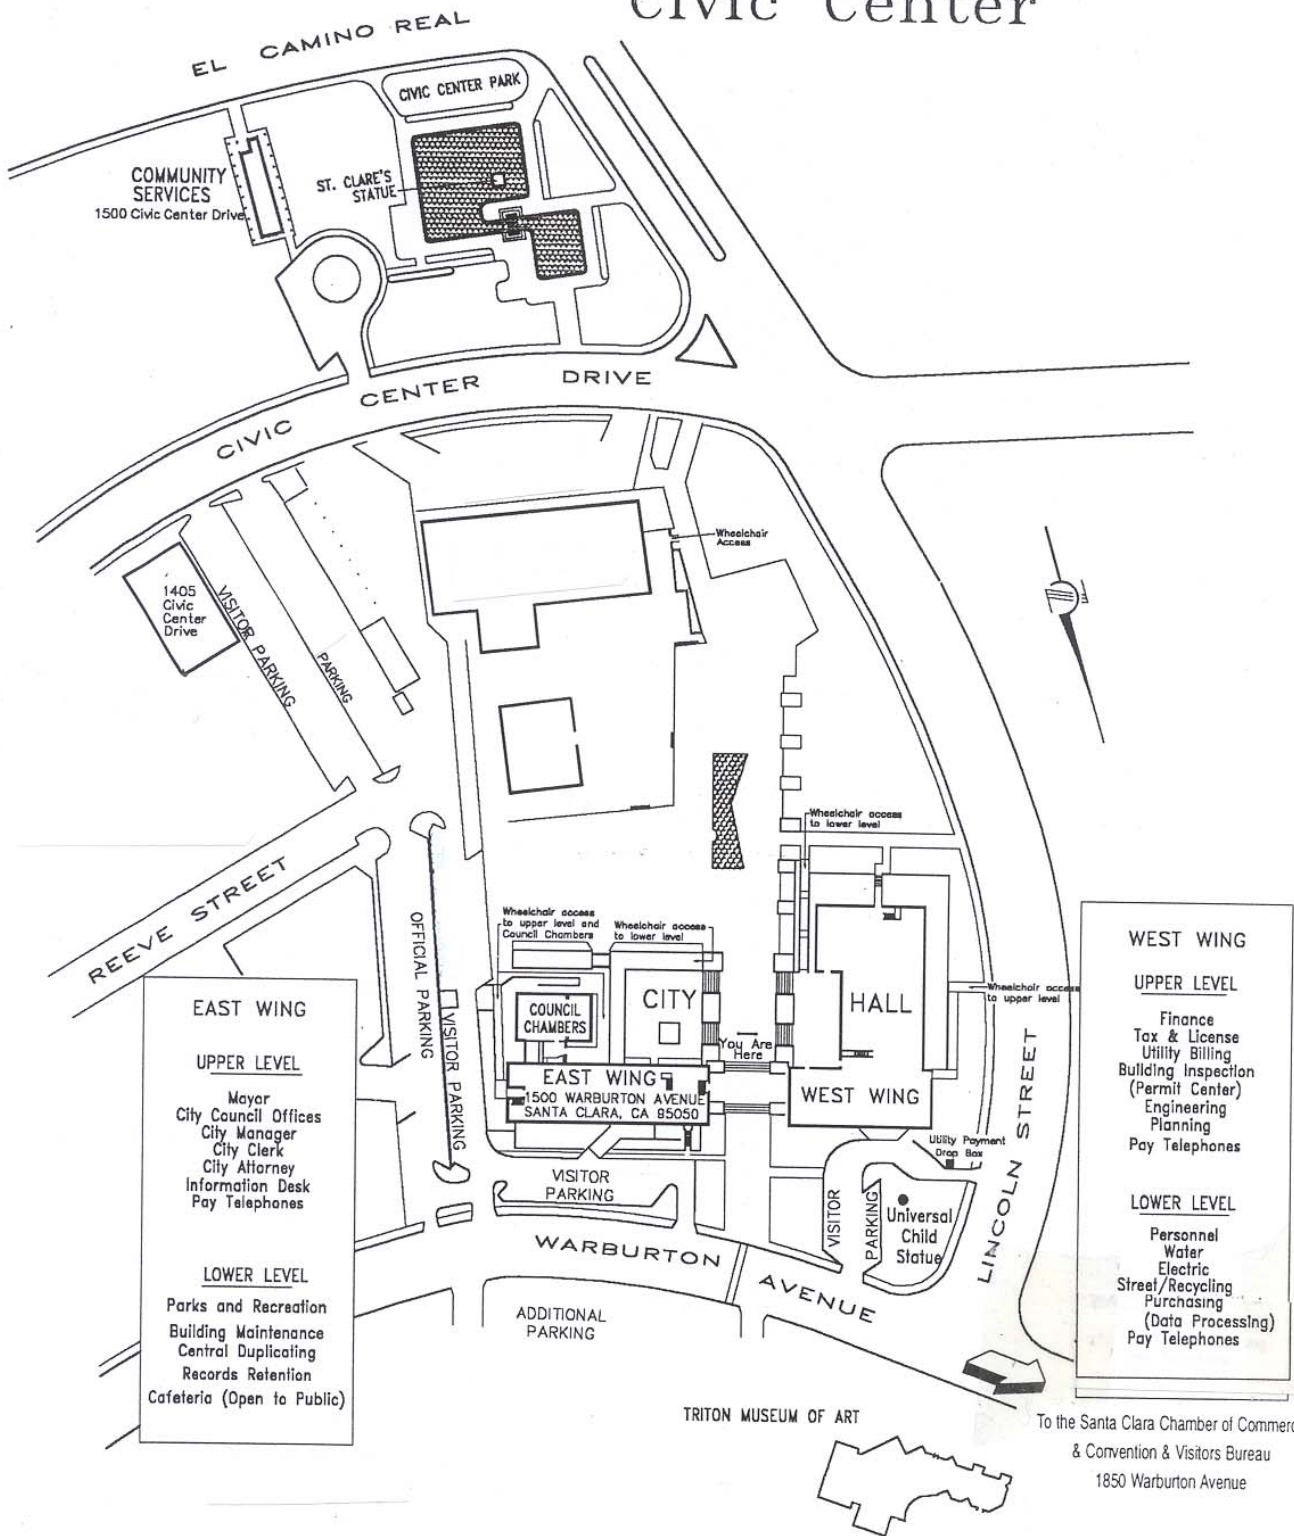 Civic Center
EL CAMINO REAL
CIVIC CENTER PARK
COMMUNITY
SERVICES
1500 Civic Center Drive
ST. CLARE'S
STATUE
CIVIC CENTER DRIVE
Wheelchair
Access
1405
Civic
Center
Drive
VISITOR PARKING
PARKING
Wheelchair access
to lower level
REEVE STREET
OFFICIAL PARKING
VISITOR PARKING
Wheelchair access
to upper level and
Council Chambers
Wheelchair access
to lower level
COUNCIL
CHAMBERS
CITY
HALL
Wheelchair access
to upper level
You Are
Here
EAST WING
1500 WARBURTON AVENUE
SANTA CLARA, CA 95050
WEST WING
Utility Payment
Drop Box
VISITOR
PARKING
VISITOR
PARKING
Universal
Child
Statue
LINCOLN STREET
WARBURTON AVENUE
ADDITIONAL
PARKING
EAST WING
UPPER LEVEL
Mayor
City Council Offices
City Manager
City Clerk
City Attorney
Information Desk
Pay Telephones
LOWER LEVEL
Parks and Recreation
Building Maintenance
Central Duplicating
Records Retention
Cafeteria (Open to Public)
WEST WING
UPPER LEVEL
Finance
Tax & License
Utility Billing
Building Inspection
(Permit Center)
Engineering
Planning
Pay Telephones
LOWER LEVEL
Personnel
Water
Electric
Street/Recycling
Purchasing
(Data Processing)
Pay Telephones
TRITON MUSEUM OF ART
To the Santa Clara Chamber of Commerc
& Convention & Visitors Bureau
1850 Warburton Avenue